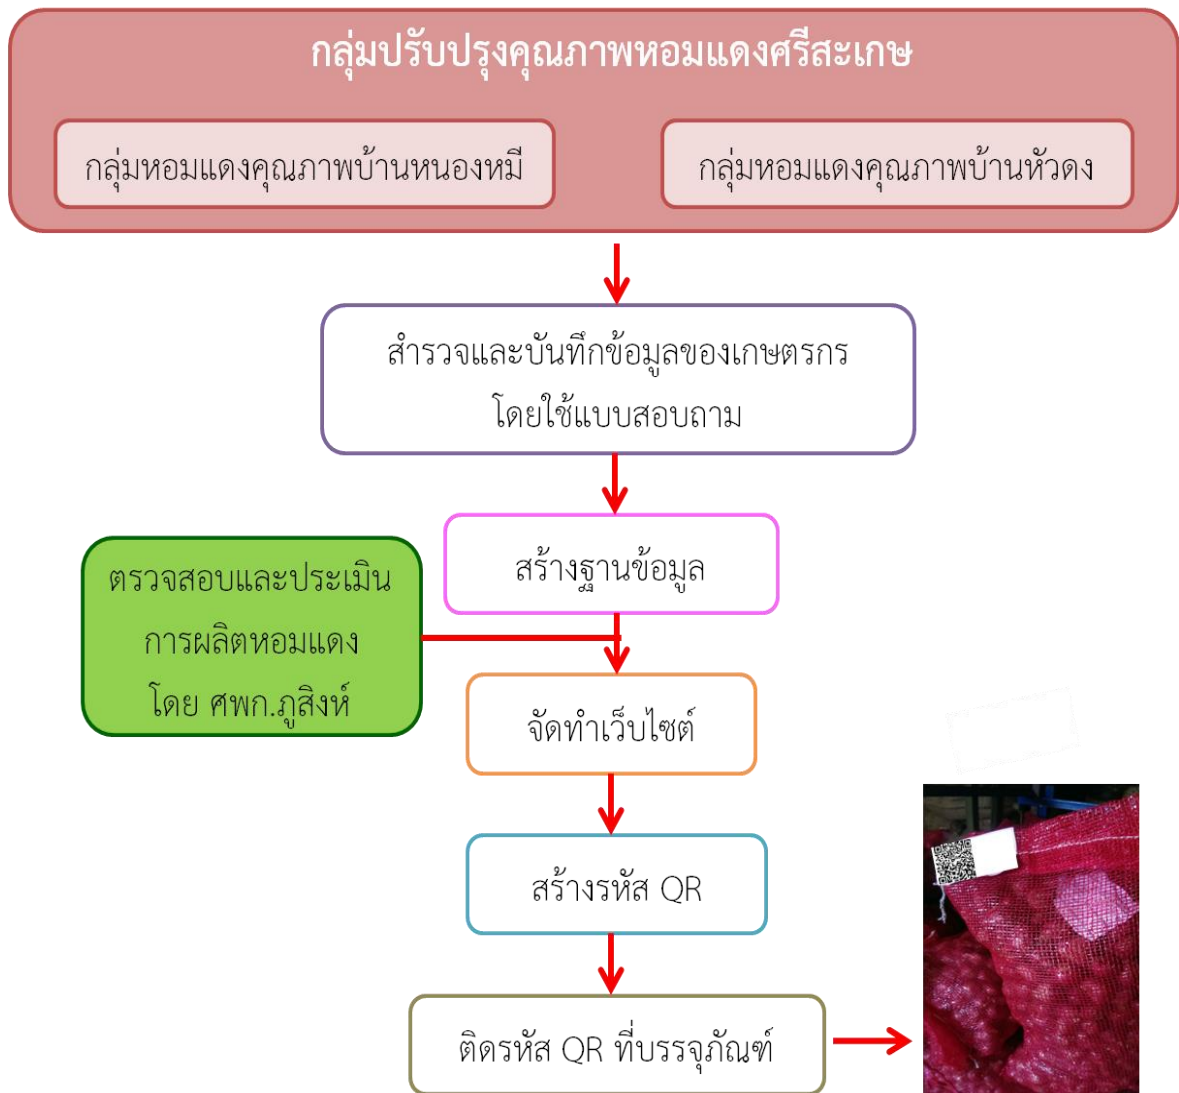 กลุ่มปรับปรุงคุณภาพหอมแดงศรีสะเกษ
กลุ่มหอมแดงคุณภาพบ้านหนองหมี
กลุ่มหอมแดงคุณภาพบ้านหัวดง
สำรวจและบันทึกข้อมูลของเกษตรกร
โดยใช้แบบสอบถาม
สร้างฐานข้อมูล
ตรวจสอบและประเมิน
การผลิตหอมแดง
โดย ศพก.ภูสิงห์
จัดทำเว็บไซต์
สร้างรหัส QR
ติดรหัส QR ที่บรรจุภัณฑ์